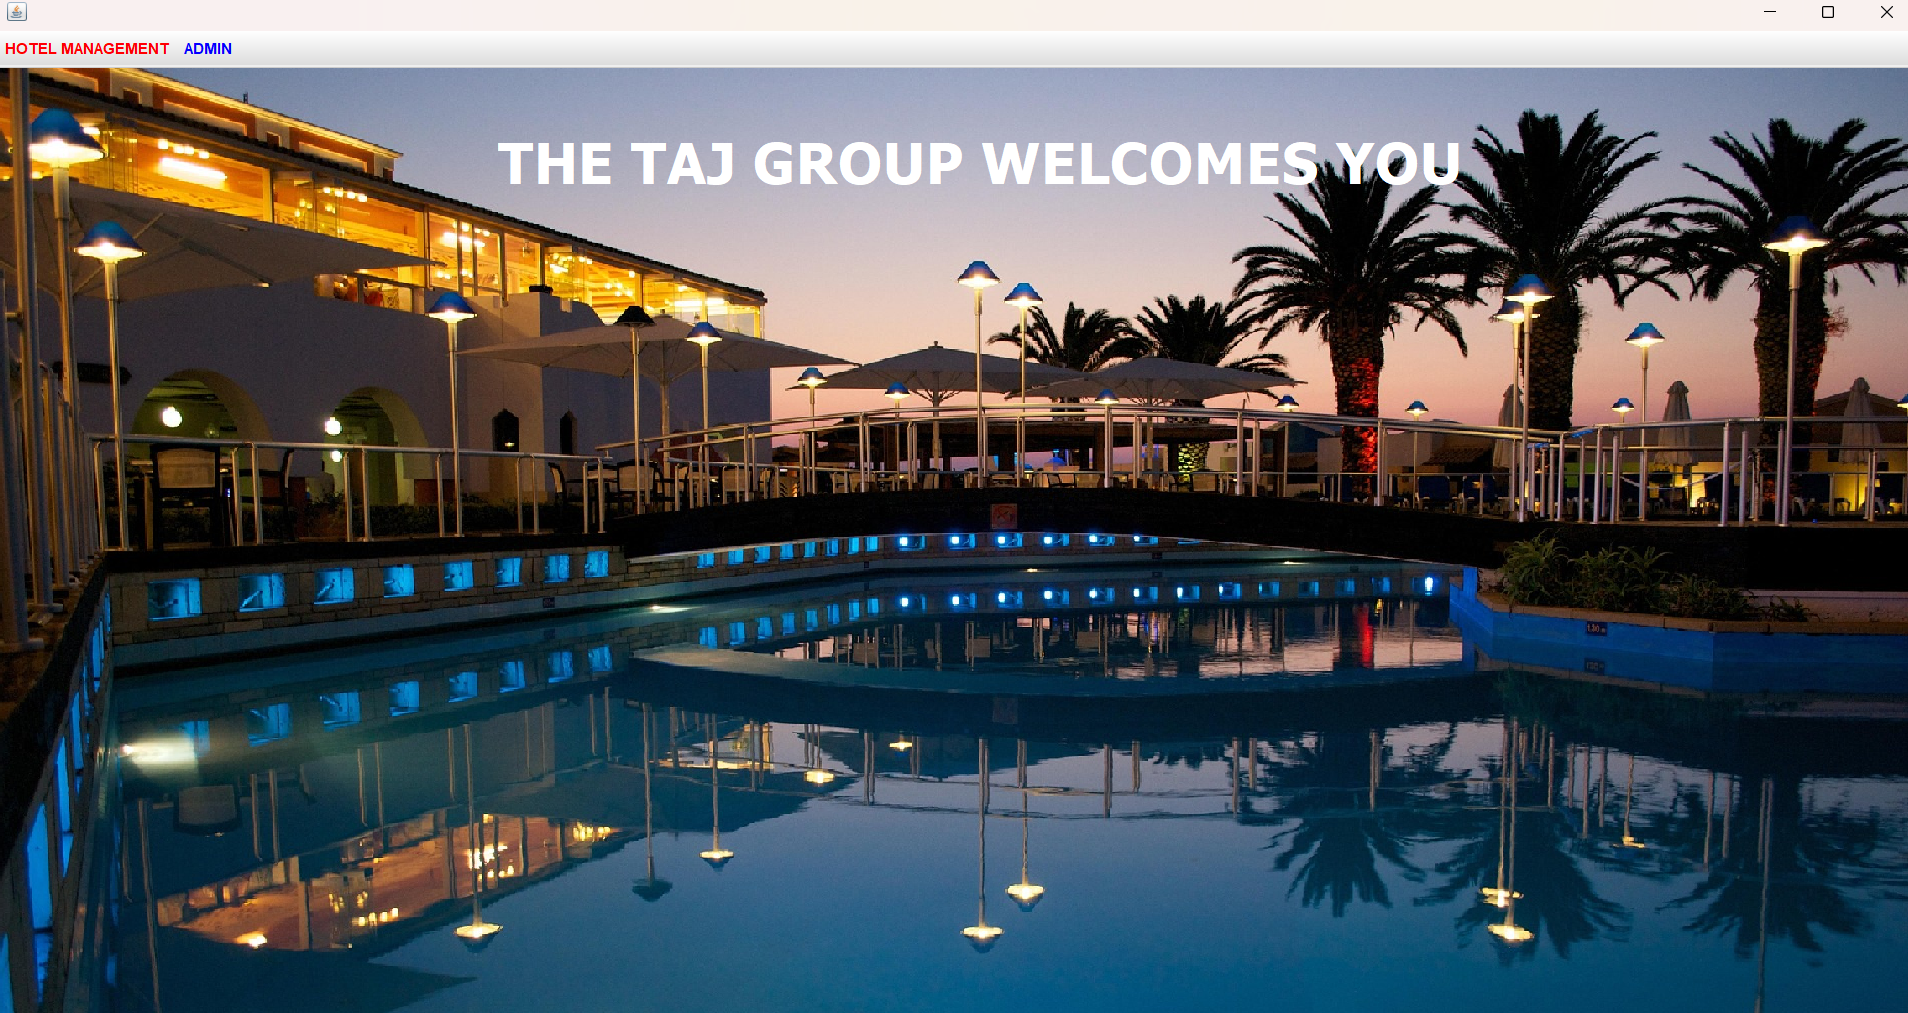 HOTEL MANAGEMENT ADMIN
THE TAJ GROUP WELCOMES YOU